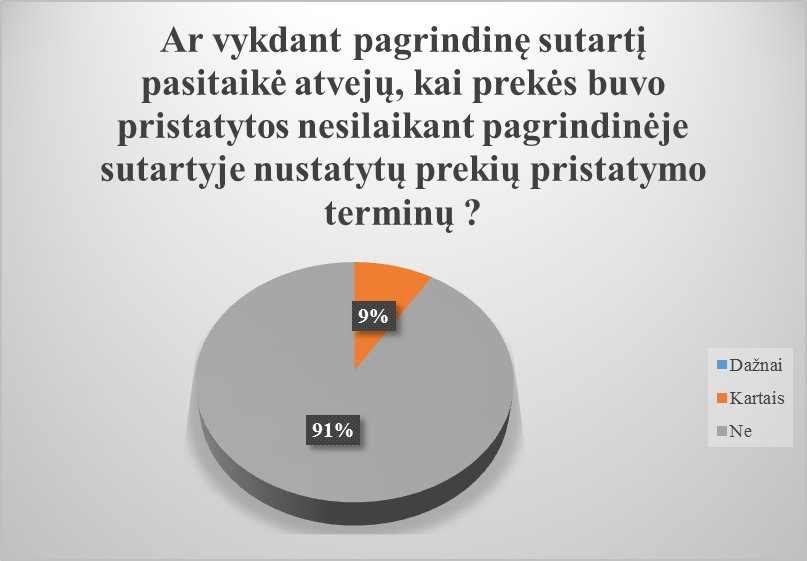 Ar vykdant pagrindinę sutartį
pasitaikė atvejų, kai prekės buvo
pristatytos nesilaikant pagrindinėje
sutartyje nustatytų prekių pristatymo
terminų ?
9%
91%
Dažnai
Kartais
Ne